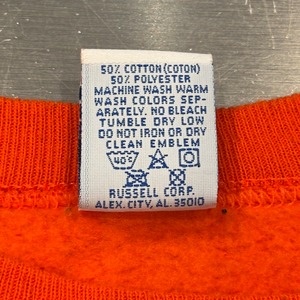 50% COTTON (COTON)
50% POLYESTER
MACHINE WASH WARM
WASH COLORS SEP-
ARATELY. NO BLEACH
TUMBLE DRY LOW
DO NOT IRON OR DRY
CLEAN EMBLEM
40°C
RUSSELL CORP.
ALEX. CITY, AL. 35010